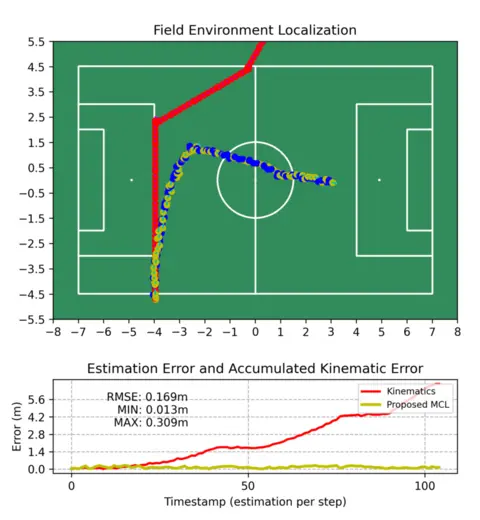 Field Environment Localization
5.5
4.5
3.5
2.5
1.5
0.5
−0.5
−1.5
−2.5
−3.5
−4.5
−5.5
−8 −7 −6 −5 −4 −3 −2 −1 0 1 2 3 4 5 6 7 8
Estimation Error and Accumulated Kinematic Error
RMSE: 0.169m
MIN: 0.013m
MAX: 0.309m
Kinematics
Proposed MCL
Error (m)
5.6
4.2
2.8
1.4
0.0
0 50 100
Timestamp (estimation per step)